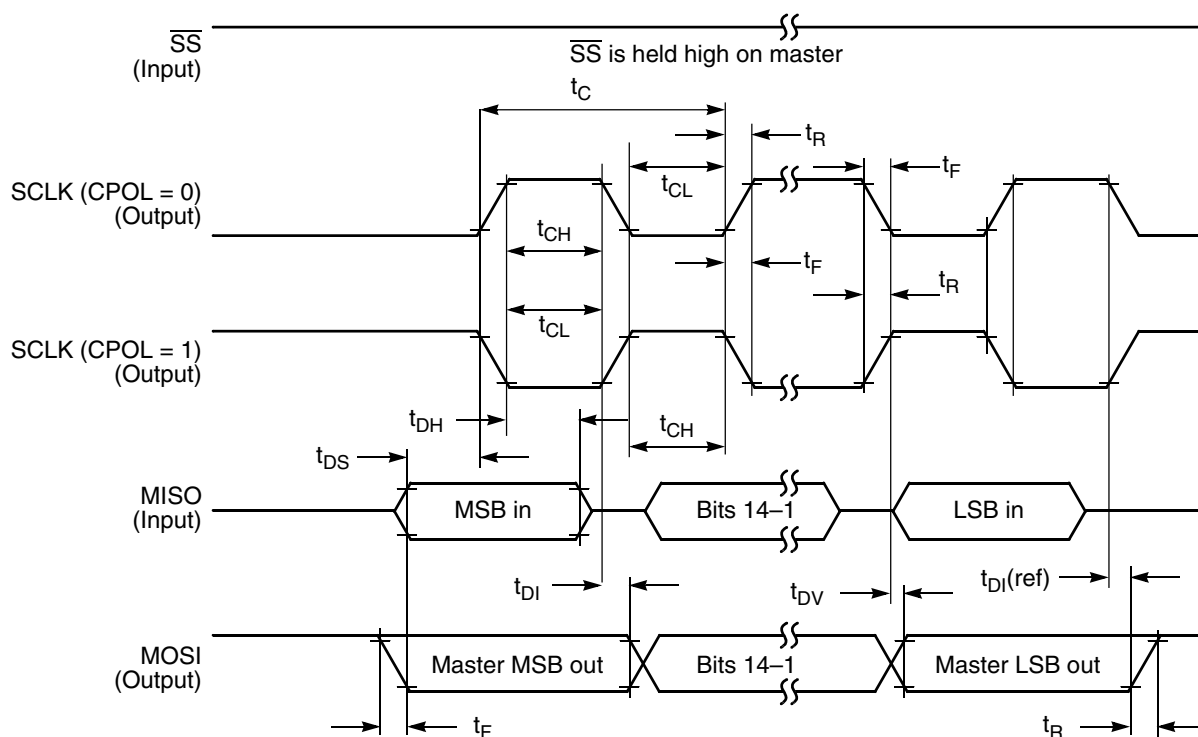 SS
(Input)
SS is held high on master
tC
tR
tF
SCLK (CPOL = 0)
(Output)
tCL
tCH
tF
tR
tCL
SCLK (CPOL = 1)
(Output)
tDH
tCH
tDS
MISO
(Input)
MSB in
Bits 14–1
LSB in
tDI
tDV
tDI(ref)
MOSI
(Output)
Master MSB out
Bits 14–1
Master LSB out
tF
tR